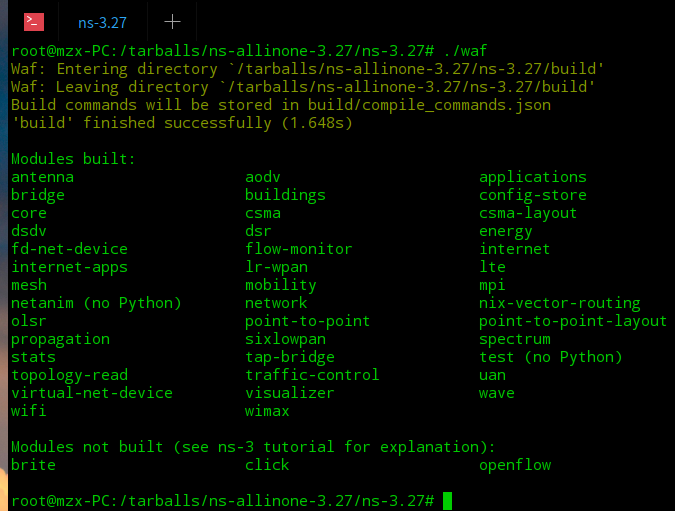 ns-3.27
root@mzx-PC:/tarballs/ns-allinone-3.27/ns-3.27# ./waf
Waf: Entering directory `/tarballs/ns-allinone-3.27/ns-3.27/build'
Waf: Leaving directory `/tarballs/ns-allinone-3.27/ns-3.27/build'
Build commands will be stored in build/compile_commands.json
'build' finished successfully (1.648s)
Modules built:
antenna aodv applications
bridge buildings config-store
core csma csma-layout
dsdv dsr energy
fd-net-device flow-monitor internet
internet-apps lr-wpan lte
mesh mobility mpi
netanim (no Python) network nix-vector-routing
olsr point-to-point point-to-point-layout
propagation sixlowpan spectrum
stats tap-bridge test (no Python)
topology-read traffic-control uan
virtual-net-device visualizer wave
wifi wimax
Modules not built (see ns-3 tutorial for explanation):
brite click openflow
root@mzx-PC:/tarballs/ns-allinone-3.27/ns-3.27#